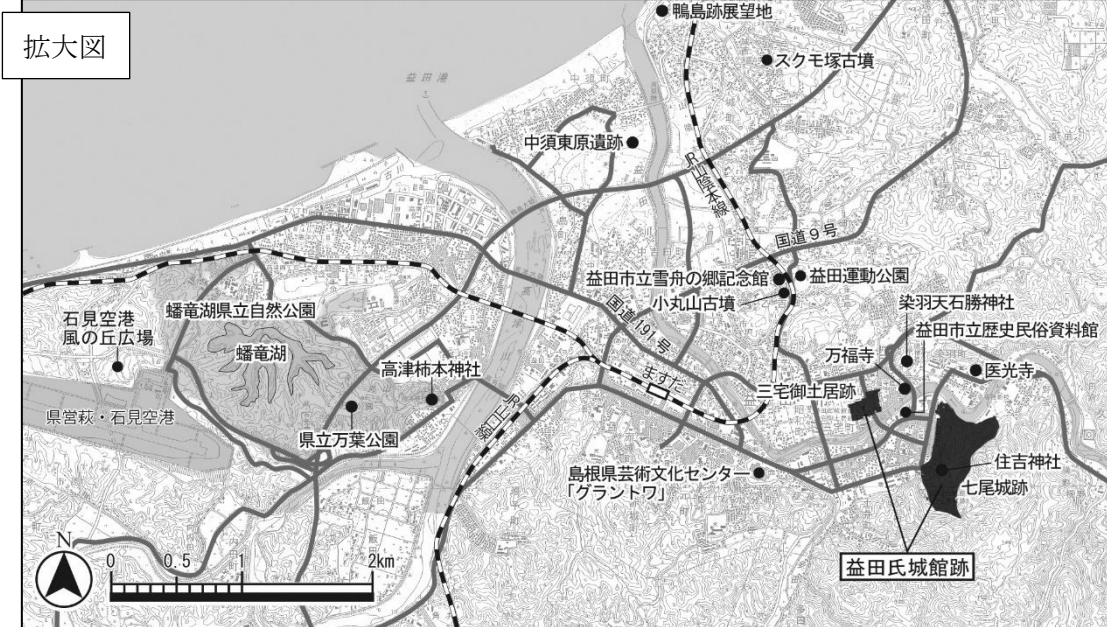 拡大図
鴨島跡展望地
スクモ塚古墳
益田港
中須町
中須東原遺跡
JR山陰本線
国道9号
益田市立雪舟の郷記念館
益田運動公園
小丸山古墳
染羽天石勝神社
益田市立歴史民俗資料館
万福寺
医光寺
三宅御土居跡
国道191号
ますだ
石見空港
風の丘広場
蟠竜湖県立自然公園
蟠竜湖
高津柿本神社
県営萩・石見空港
県立万葉公園
JR山口線
島根県芸術文化センター
「グラントワ」
住吉神社
七尾城跡
益田氏城館跡
N
0 0.5 1 2km